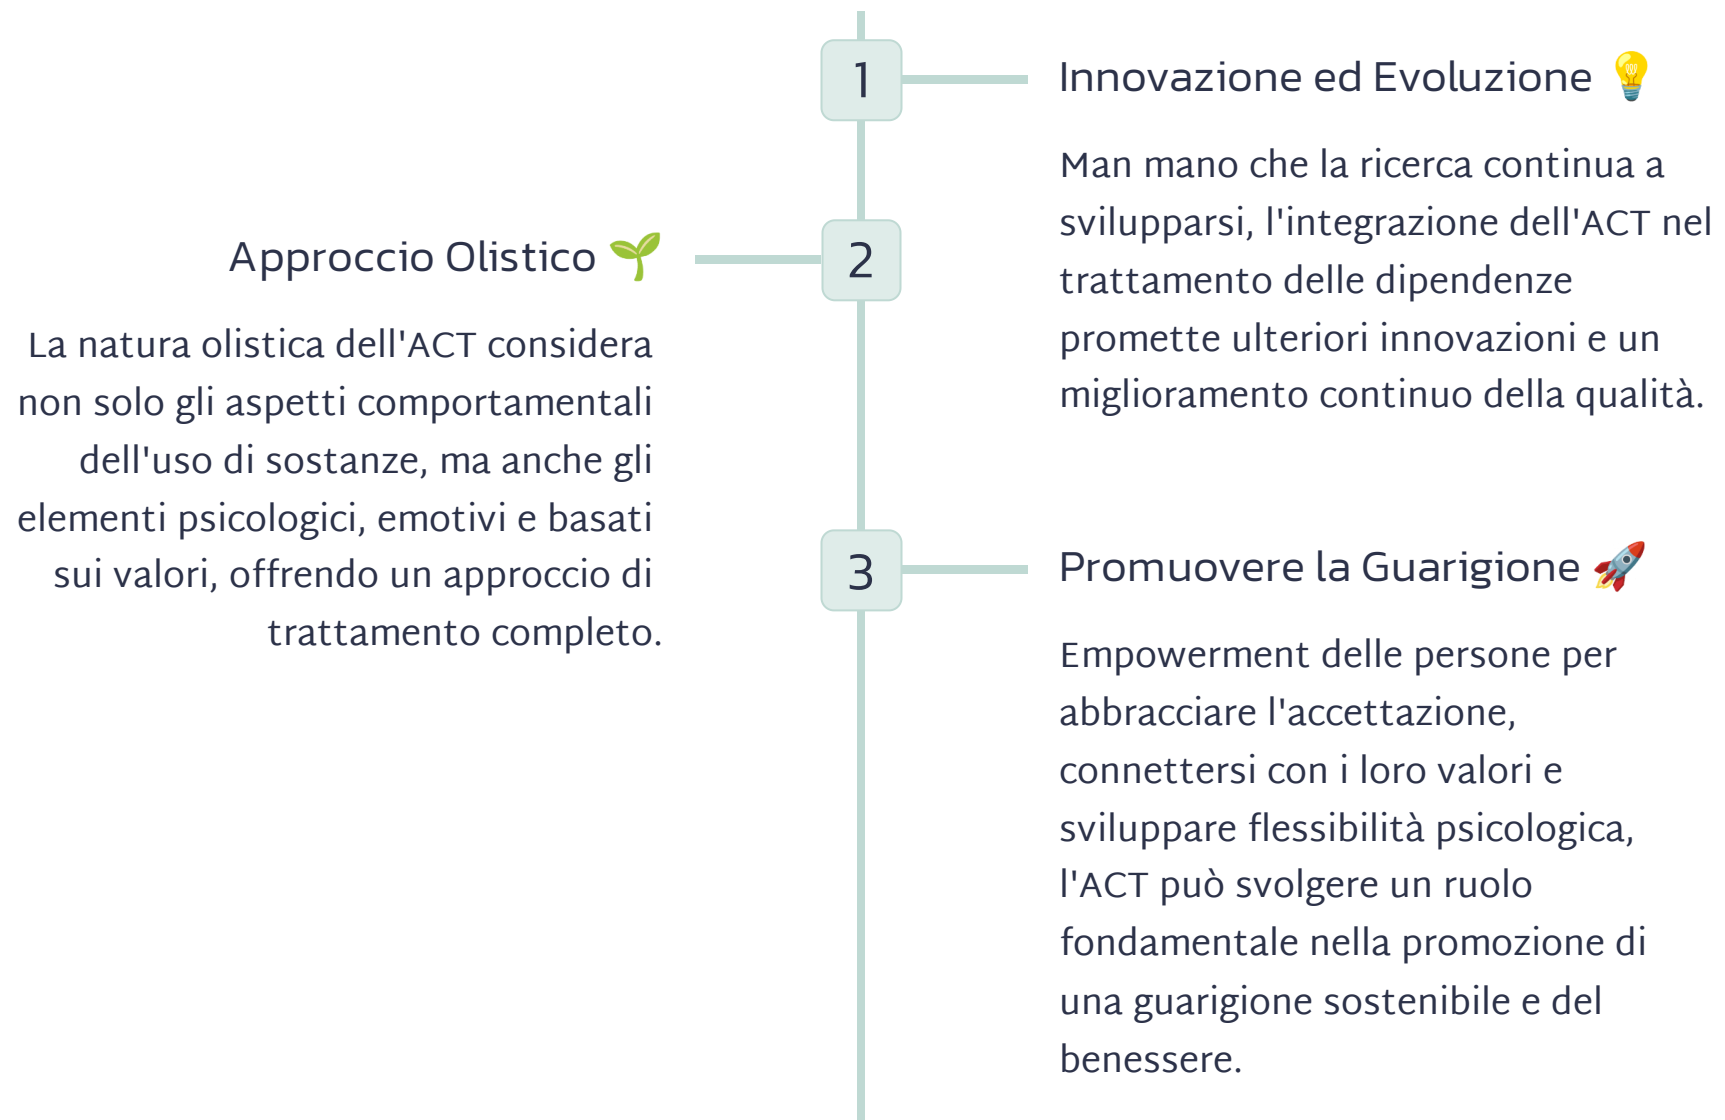 1
Innovazione ed Evoluzione 💡
Man mano che la ricerca continua a
svilupparsi, l'integrazione dell'ACT nel
trattamento delle dipendenze
promette ulteriori innovazioni e un
miglioramento continuo della qualità.
2
Approccio Olistico 🌱
La natura olistica dell'ACT considera
non solo gli aspetti comportamentali
dell'uso di sostanze, ma anche gli
elementi psicologici, emotivi e basati
sui valori, offrendo un approccio di
trattamento completo.
3
Promuovere la Guarigione 🚀
Empowerment delle persone per
abbracciare l'accettazione,
connettersi con i loro valori e
sviluppare flessibilità psicologica,
l'ACT può svolgere un ruolo
fondamentale nella promozione di
una guarigione sostenibile e del
benessere.